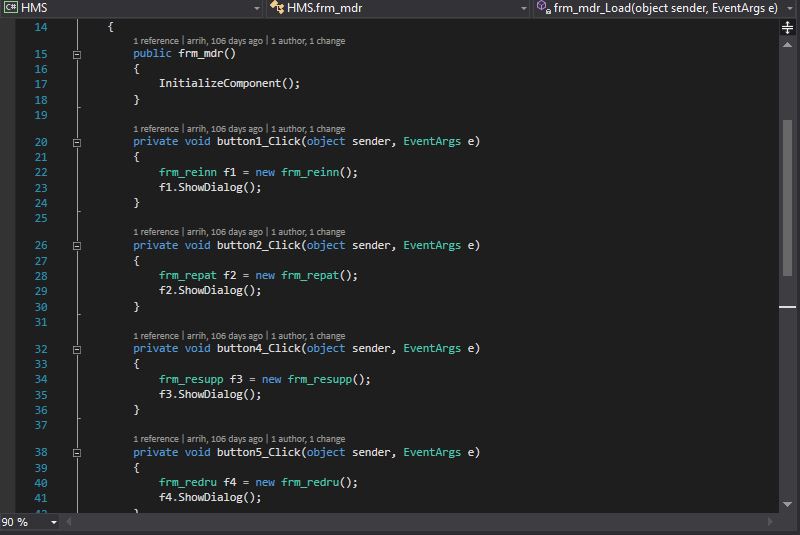 HMS HMS.frm_mdr frm_mdr_Load(object sender, EventArgs e)
14 {
1 reference | arrih, 106 days ago | 1 author, 1 change
15 public frm_mdr()
16 {
17 InitializeComponent();
18 }
19
1 reference | arrih, 106 days ago | 1 author, 1 change
20 private void button1_Click(object sender, EventArgs e)
21 {
22 frm_reinn f1 = new frm_reinn();
23 f1.ShowDialog();
24 }
25
1 reference | arrih, 106 days ago | 1 author, 1 change
26 private void button2_Click(object sender, EventArgs e)
27 {
28 frm_repat f2 = new frm_repat();
29 f2.ShowDialog();
30 }
31
1 reference | arrih, 106 days ago | 1 author, 1 change
32 private void button4_Click(object sender, EventArgs e)
33 {
34 frm_resupp f3 = new frm_resupp();
35 f3.ShowDialog();
36 }
37
1 reference | arrih, 106 days ago | 1 author, 1 change
38 private void button5_Click(object sender, EventArgs e)
39 {
40 frm_redru f4 = new frm_redru();
41 f4.ShowDialog();
90 %